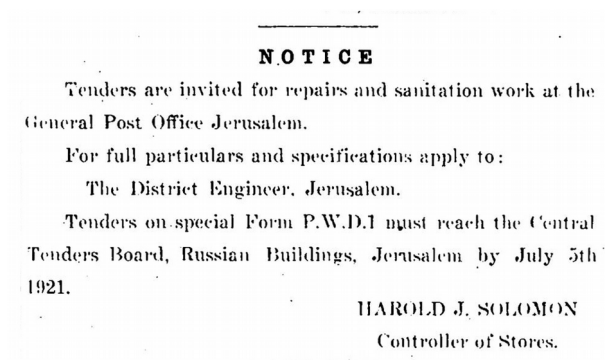 NOTICE
Tenders are invited for repairs and sanitation work at the
General Post Office Jerusalem.
For full particulars and specifications apply to:
The District Engineer, Jerusalem.
Tenders on special Form P.W.D.1 must reach the Central
Tenders Board, Russian Buildings, Jerusalem by July 5th
1921.
HAROLD J. SOLOMON
Controller of Stores.